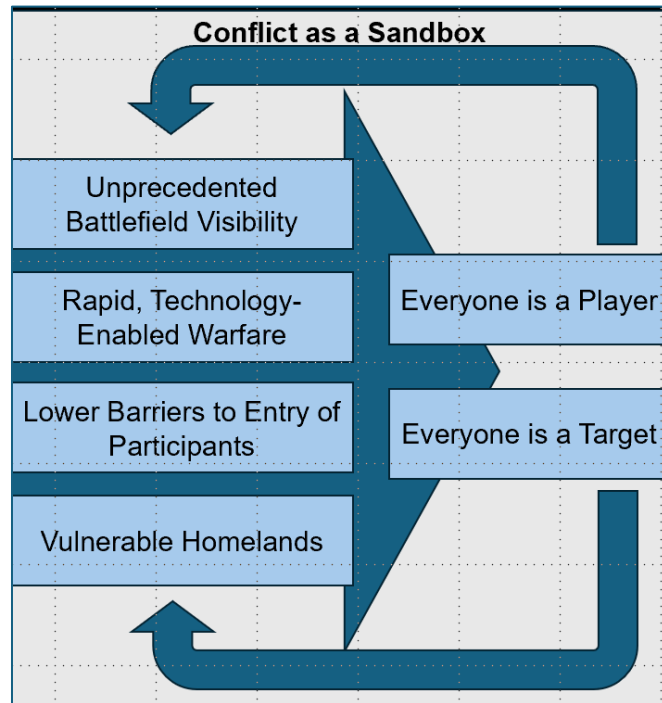 Conflict as a Sandbox
Unprecedented
Battlefield Visibility
Rapid, Technology-
Enabled Warfare
Lower Barriers to Entry of
Participants
Vulnerable Homelands
Everyone is a Player
Everyone is a Target